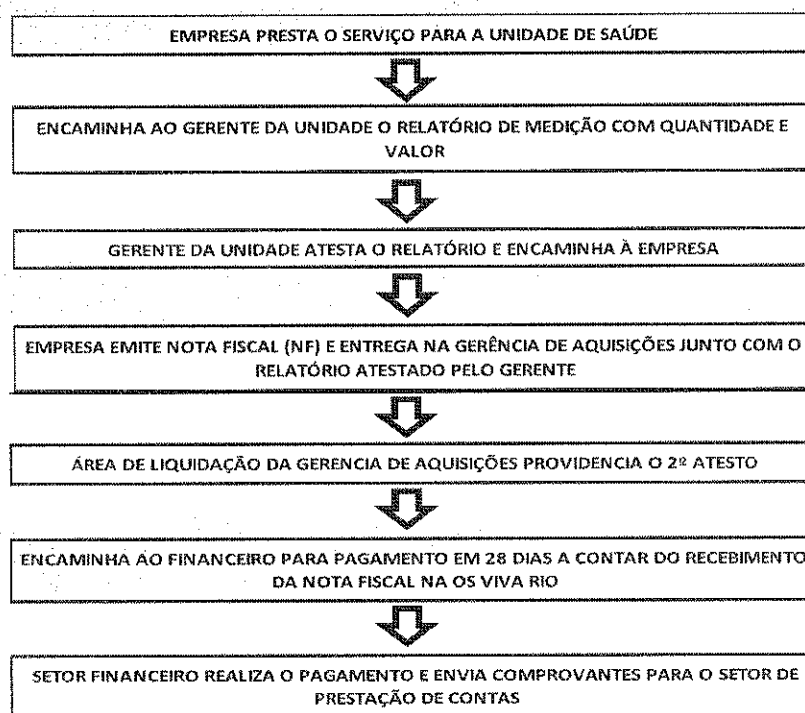 EMPRESA PRESTA O SERVIÇO PARA A UNIDADE DE SAÚDE
ENCAMINHA AO GERENTE DA UNIDADE O RELATÓRIO DE MEDIÇÃO COM QUANTIDADE E
VALOR
GERENTE DA UNIDADE ATESTA O RELATÓRIO E ENCAMINHA À EMPRESA
EMPRESA EMITE NOTA FISCAL (NF) E ENTREGA NA GERÊNCIA DE AQUISIÇÕES JUNTO COM O
RELATÓRIO ATESTADO PELO GERENTE
ÁREA DE LIQUIDAÇÃO DA GERENCIA DE AQUISIÇÕES PROVIDENCIA O 2º ATESTO
ENCAMINHA AO FINANCEIRO PARA PAGAMENTO EM 28 DIAS A CONTAR DO RECEBIMENTO
DA NOTA FISCAL NA OS VIVA RIO
SETOR FINANCEIRO REALIZA O PAGAMENTO E ENVIA COMPROVANTES PARA O SETOR DE
PRESTAÇÃO DE CONTAS